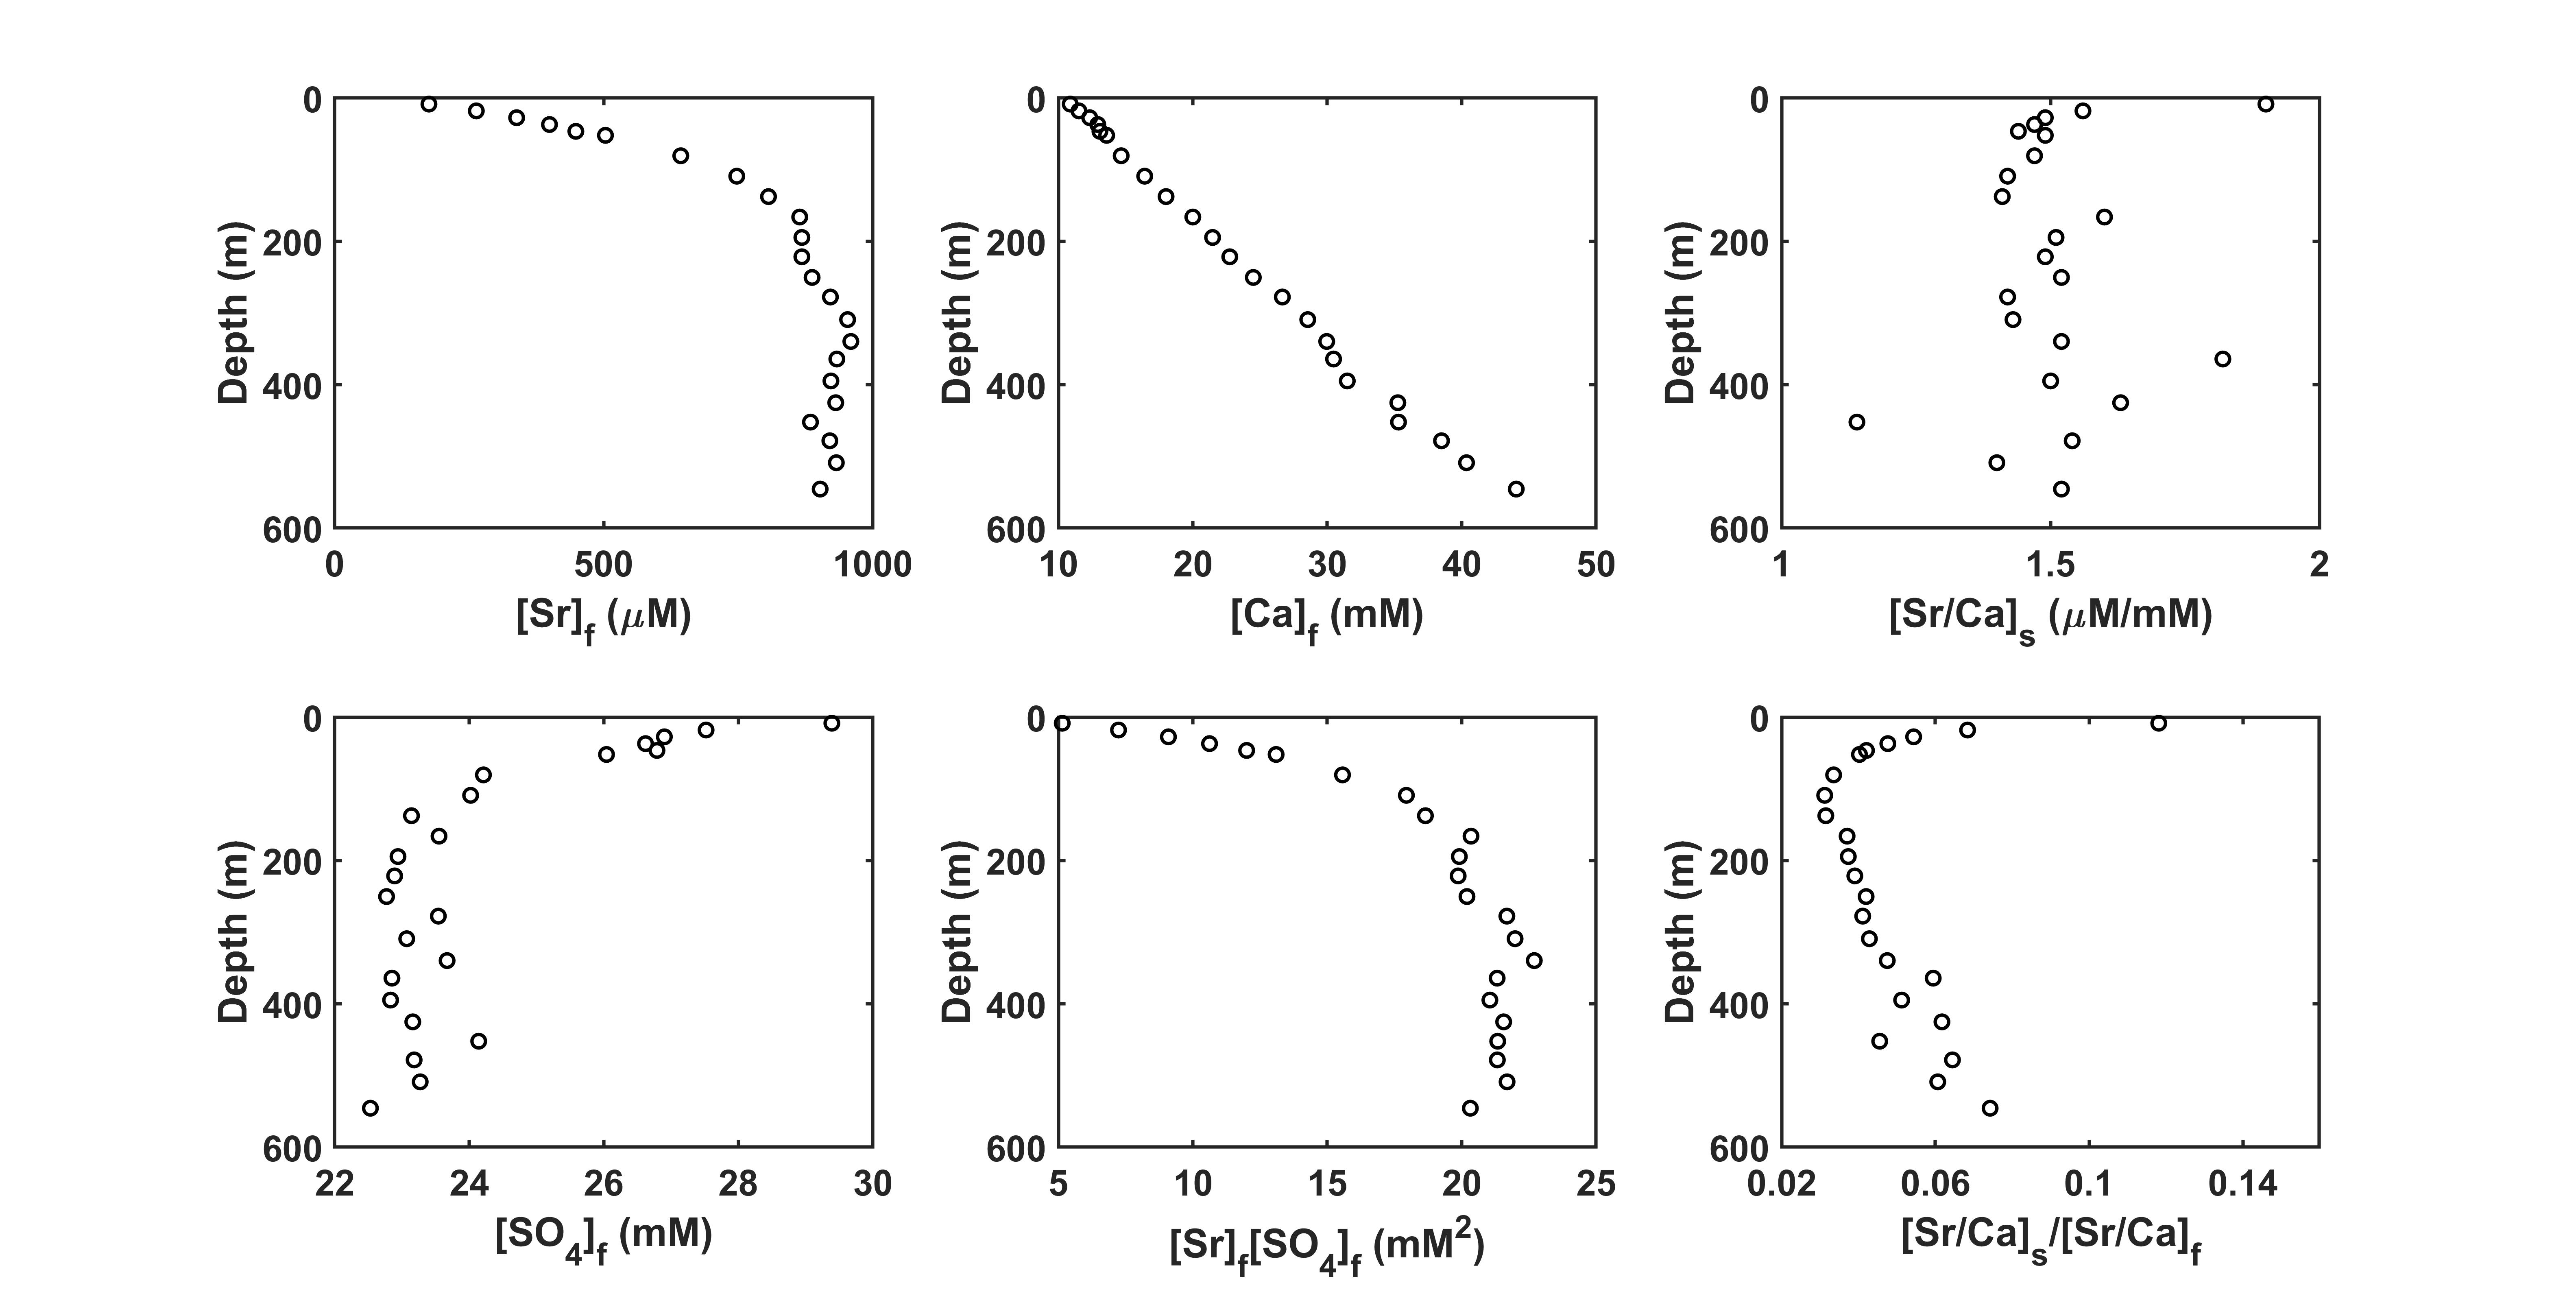 0
200
400
600
Depth (m)
0 500 1000
[Sr]f (μM)
0
200
400
600
Depth (m)
10 20 30 40 50
[Ca]f (mM)
0
200
400
600
Depth (m)
1 1.5 2
[Sr/Ca]s (μM/mM)
0
200
400
600
Depth (m)
22 24 26 28 30
[SO4]f (mM)
0
200
400
600
Depth (m)
5 10 15 20 25
[Sr]f[SO4]f (mM2)
0
200
400
600
Depth (m)
0.02 0.06 0.1 0.14
[Sr/Ca]s/[Sr/Ca]f